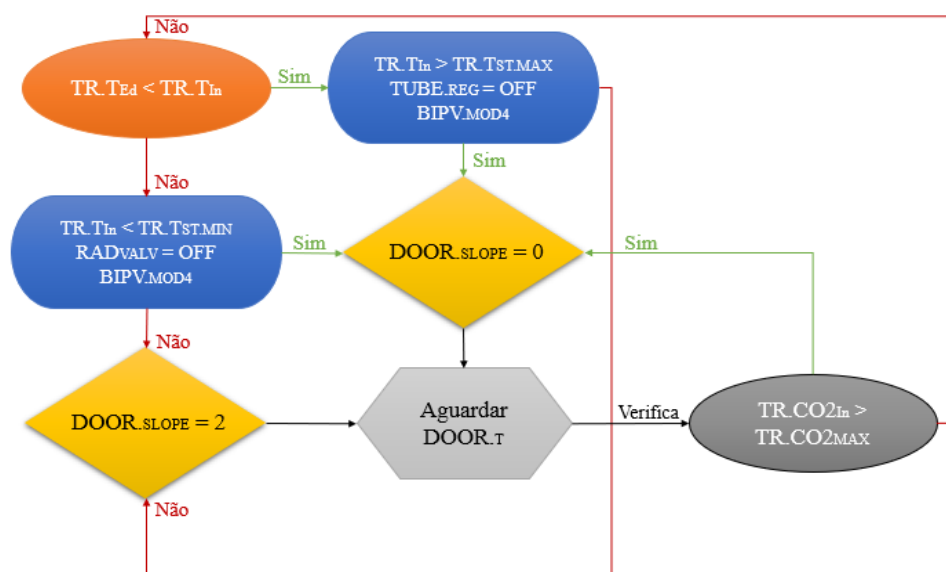 Não
TR.TEd < TR.TIn
Sim
TR.TIn > TR.TST.MAX
TUBE.REG = OFF
BIPV.MOD4
Não
Sim
TR.TIn < TR.TST.MIN
RADVALV = OFF
BIPV.MOD4
Sim
DOOR.SLOPE = 0
Sim
Não
DOOR.SLOPE = 2
Aguardar
DOOR.T
Verifica
TR.CO2In >
TR.CO2MAX
Não